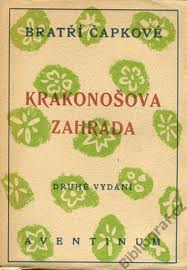 BRATŘÍ ČAPKOVÉ
KRAKONOŠOVA
ZAHRADA
DRUHÉ VYDÁNÍ
AVENTINUM